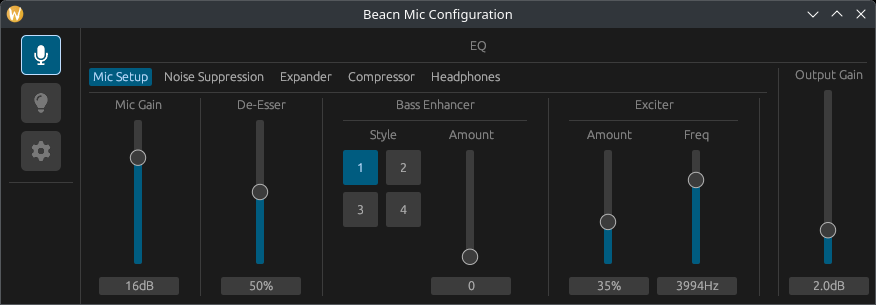 Beacn Mic Configuration
EQ
Mic Setup Noise Suppression Expander Compressor Headphones
Output Gain
Mic Gain
De-Esser
Bass Enhancer
Exciter
Style
Amount
Amount
Freq
1 2
3 4
16dB
50%
0
35%
3994Hz
2.0dB